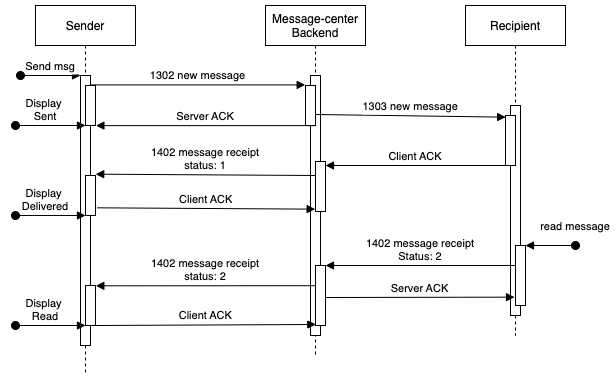 Sender
Message-center
Backend
Recipient
Send msg
1302 new message
Display
Sent
Server ACK
1303 new message
1402 message receipt
status: 1
Client ACK
Display
Delivered
Client ACK
read message
1402 message receipt
Status: 2
1402 message receipt
status: 2
Server ACK
Display
Read
Client ACK